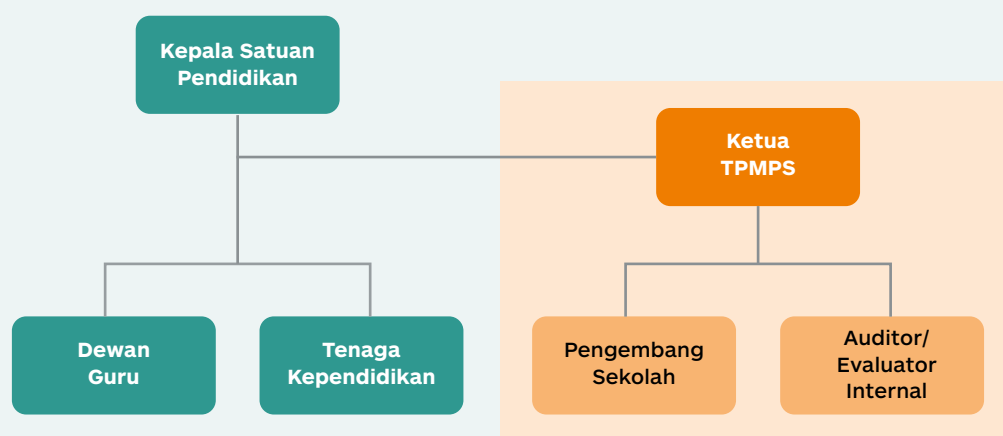 Kepala Satuan
Pendidikan
Ketua
TPMPS
Dewan
Guru
Tenaga
Kependidikan
Pengembang
Sekolah
Auditor/
Evaluator
Internal